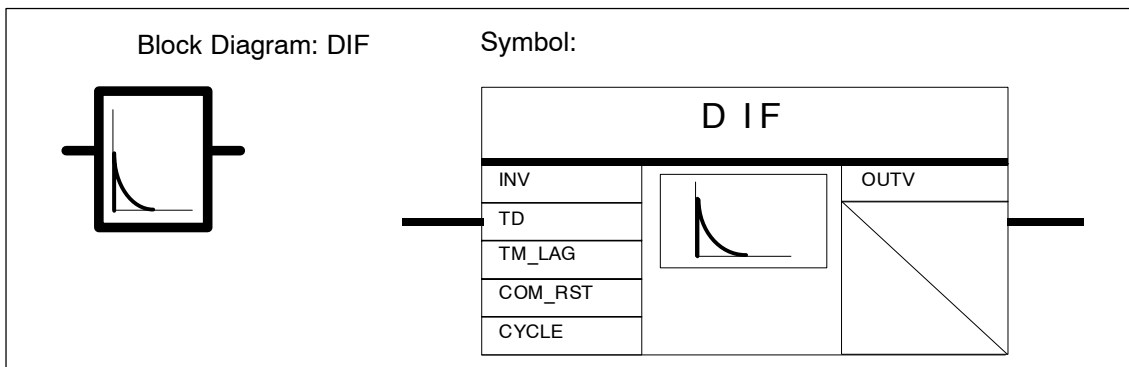 Block Diagram: DIF
Symbol:
D IF
INV
OUTV
TD
TM_LAG
COM_RST
CYCLE